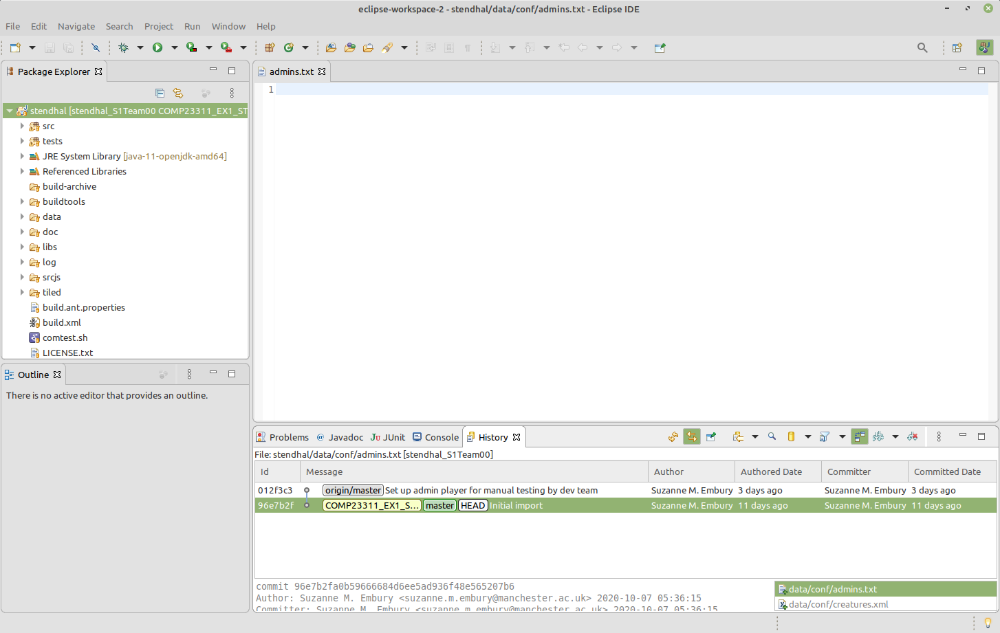 eclipse-workspace-2 - stendhal/data/conf/admins.txt - Eclipse IDE
File Edit Navigate Search Project Run Window Help
Package Explorer
stendhal [stendhal_S1Team00 COMP23311_EX1_ST
src
tests
JRE System Library [java-11-openjdk-amd64]
Referenced Libraries
build-archive
buildtools
data
doc
libs
log
srcjs
tiled
build.ant.properties
build.xml
comtest.sh
LICENSE.txt
Outline
There is no active editor that provides an outline.
admins.txt
1
Problems @ Javadoc Ju JUnit Console History
File: stendhal/data/conf/admins.txt [stendhal_S1Team00]
Id Message Author Authored Date Committer Committed Date
012f3c3 origin/master Set up admin player for manual testing by dev team Suzanne M. Embury 3 days ago Suzanne M. Embury 3 days ago
96e7b2f COMP23311_EX1_S... master HEAD Initial import Suzanne M. Embury 11 days ago Suzanne M. Embury 11 days ago
commit 96e7b2fa0b59666684d6ee5ad936f48e565207b6
Author: Suzanne M. Embury <suzanne.m.embury@manchester.ac.uk> 2020-10-07 05:36:15
Committer: Suzanne M. Embury <suzanne.m.embury@manchester.ac.uk> 2020-10-07 05:36:15
data/conf/admins.txt
data/conf/creatures.xml